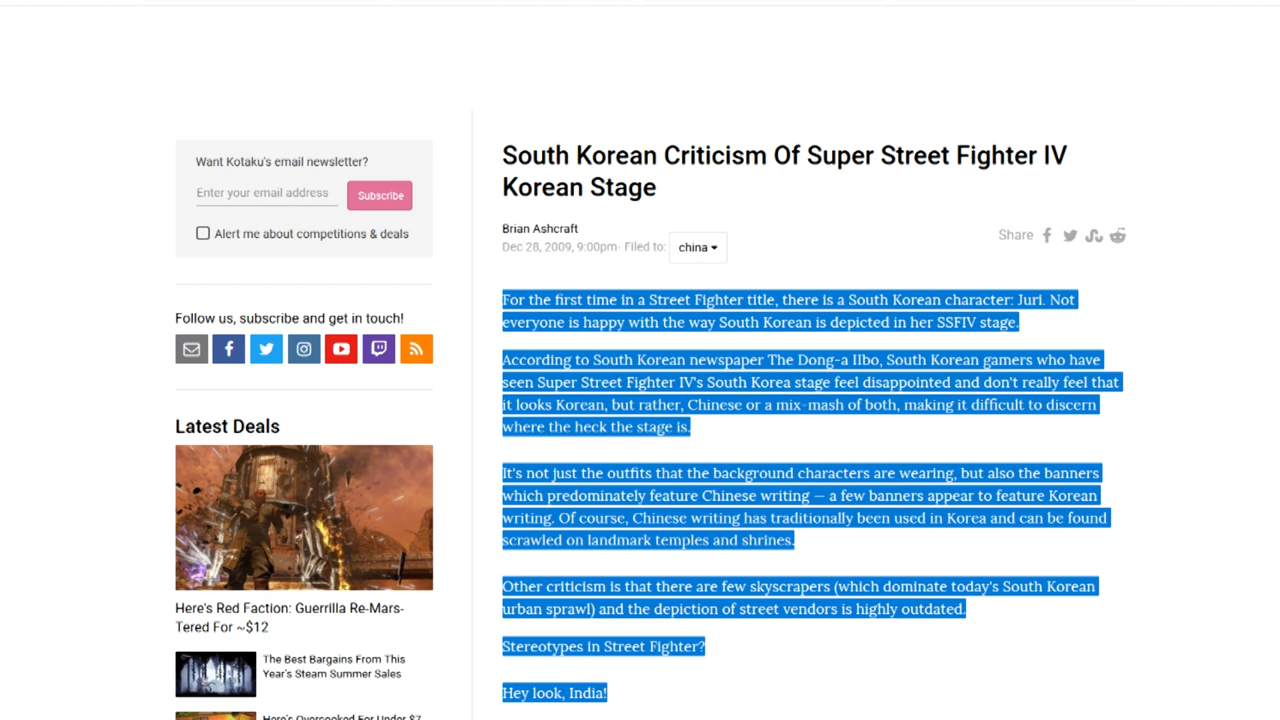 Want Kotaku's email newsletter?
Enter your email address
Subscribe
Alert me about competitions & deals
Follow us, subscribe and get in touch!
Latest Deals
Here's Red Faction: Guerrilla Re-Mars-
Tered For ~$12
The Best Bargains From This
Year's Steam Summer Sales
Here's Overcooked For Under $7
South Korean Criticism Of Super Street Fighter IV
Korean Stage
Brian Ashcraft
Dec 28, 2009, 9:00pm· Filed to: china
Share
For the first time in a Street Fighter title, there is a South Korean character: Juri. Not
everyone is happy with the way South Korean is depicted in her SSFIV stage.
According to South Korean newspaper The Dong-a Ilbo, South Korean gamers who have
seen Super Street Fighter IV's South Korea stage feel disappointed and don't really feel that
it looks Korean, but rather, Chinese or a mix-mash of both, making it difficult to discern
where the heck the stage is.
It's not just the outfits that the background characters are wearing, but also the banners
which predominately feature Chinese writing — a few banners appear to feature Korean
writing. Of course, Chinese writing has traditionally been used in Korea and can be found
scrawled on landmark temples and shrines.
Other criticism is that there are few skyscrapers (which dominate today's South Korean
urban sprawl) and the depiction of street vendors is highly outdated.
Stereotypes in Street Fighter?
Hey look, India!